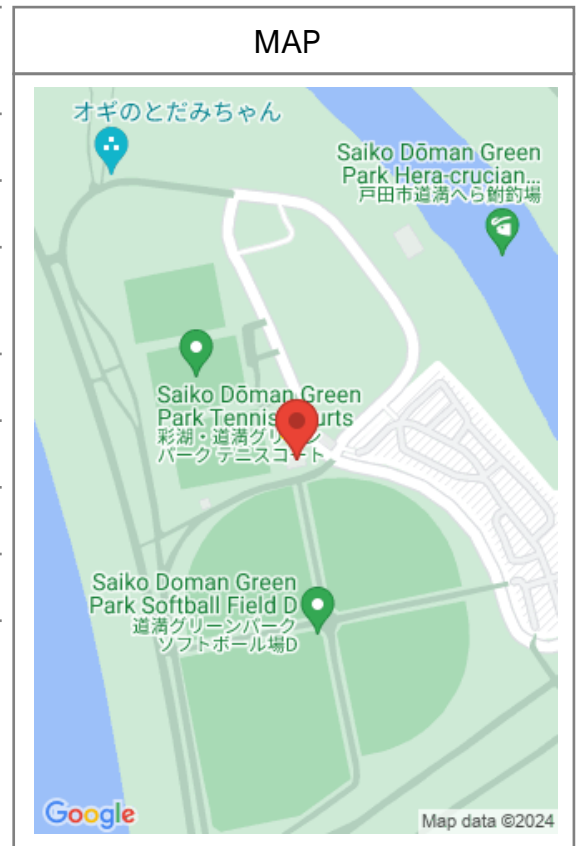 MAP
オギのとだみちゃん
Saiko Dōman Green
Park Hera-crucian...
戸田市道満へら鮒釣場
Saiko Dōman Green
Park Tennis urts
彩湖・道満グリーン
パーク テニスコート
Saiko Doman Green
Park Softball Field D
道満グリーンパーク
ソフトボール場D
Google
Map data ©2024